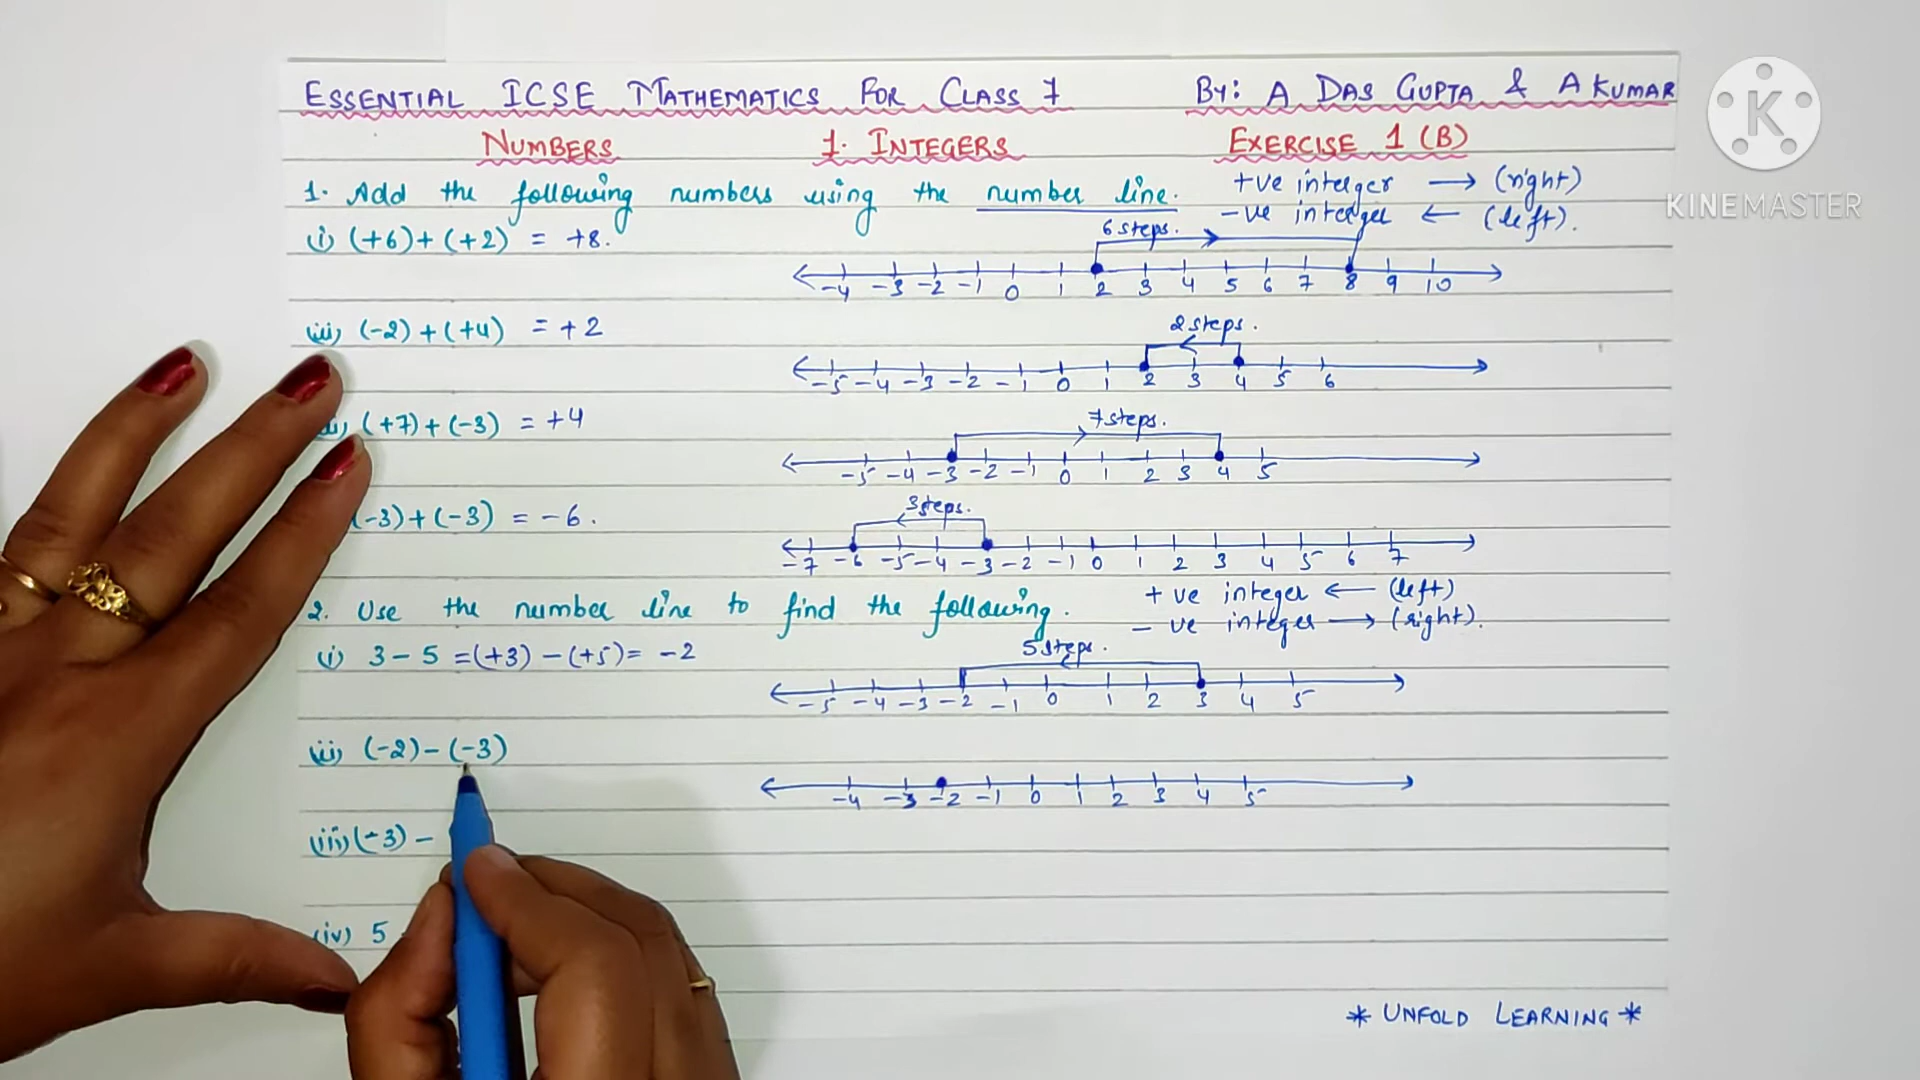 ESSENTIAL ICSE MATHEMATICS FOR CLASS 7 BY: A DAS GUPTA & A KUMAR
NUMBERS 1. INTEGERS EXERCISE 1 (B)
1. Add the following numbers using the number line.
+ve interger → (right)
-ve interger ← (left).
(i) (+6)+(+2) = +8.
6 steps.
-4 -3 -2 -1 0 1 2 3 4 5 6 7 8 9 10
(ii) (-2)+(+4) = +2
2 steps.
-5 -4 -3 -2 -1 0 1 2 3 4 5 6
(+7)+(-3) = +4
7 steps.
-5 -4 -3 -2 -1 0 1 2 3 4 5
(-3)+(-3) = -6.
3 steps.
-7 -6 -5 -4 -3 -2 -1 0 1 2 3 4 5 6 7
2. Use the number line to find the following.
+ve integer ← (left)
-ve integer → (right).
(i) 3 - 5 = (+3) - (+5) = -2
5 steps.
-5 -4 -3 -2 -1 0 1 2 3 4 5
(ii) (-2) - (-3)
-4 -3 -2 -1 0 1 2 3 4 5
(iii) (-3) -
(iv) 5
* UNFOLD LEARNING *
K
KINEMASTER